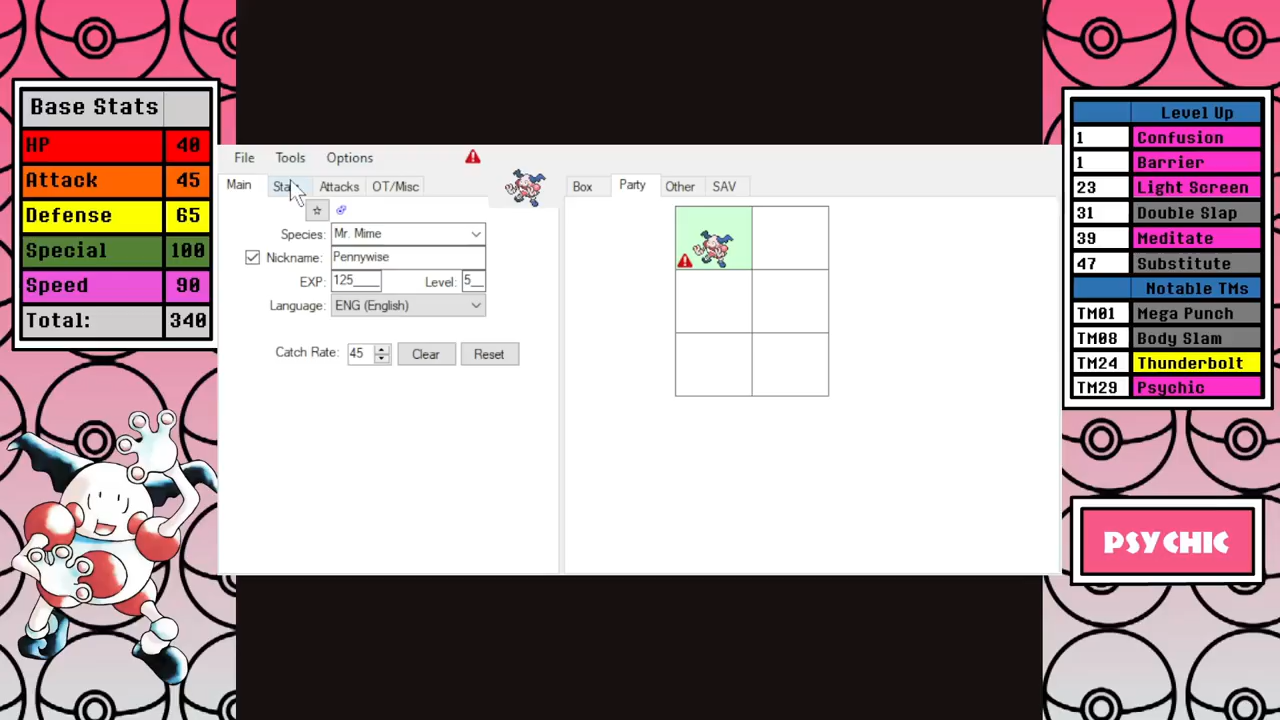 Base Stats
HP 40
Attack 45
Defense 65
Special 100
Speed 90
Total: 340
File Tools Options
Main Attacks OT/Misc
Species: Mr. Mime
Nickname: Pennywise
EXP: 125____ Level: 5__
Language: ENG (English)
Catch Rate: 45 Clear Reset
Box Party Other SAV
Level Up
1 Confusion
1 Barrier
23 Light Screen
31 Double Slap
39 Meditate
47 Substitute
Notable TMs
TM01 Mega Punch
TM08 Body Slam
TM24 Thunderbolt
TM29 Psychic
PSYCHIC